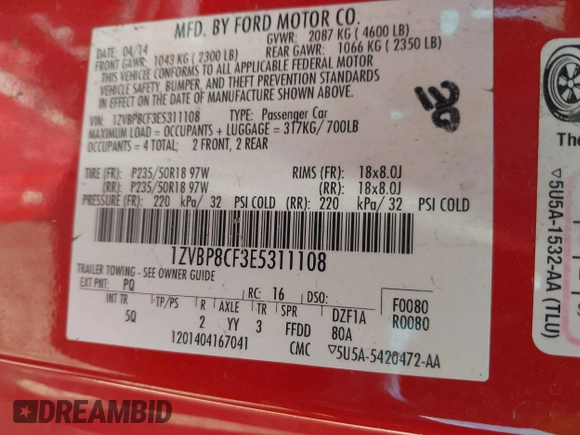 MFD. BY FORD MOTOR CO.
DATE: 04/14
GVWR: 2087 KG ( 4600 LB)
FRONT GAWR: 1043 KG ( 2300 LB)
REAR GAWR: 1066 KG ( 2350 LB)
THIS VEHICLE CONFORMS TO ALL APPLICABLE FEDERAL MOTOR
VEHICLE SAFETY, BUMPER, AND THEFT PREVENTION STANDARDS
IN EFFECT ON THE DATE OF MANUFACTURE SHOWN ABOVE.
VIN: 1ZVBP8CF3E5311108
TYPE: Passenger Car
MAXIMUM LOAD = OCCUPANTS + LUGGAGE = 317KG/700LB
OCCUPANTS = 4 TOTAL; 2 FRONT, 2 REAR
TIRE (FR): P235/50R18 97W RIMS (FR): 18x8.0J
(RR): P235/50R18 97W (RR): 18x8.0J
PRESSURE (FR): 220 kPa/ 32 PSI COLD (RR): 220 kPa/ 32 PSI COLD
1ZVBP8CF3E5311108
TRAILER TOWING - SEE OWNER GUIDE
EXT PNT: PQ RC: 16 DSO: F0080
INT TR TP/PS R AXLE TR SPR DZF1A R0080
5Q 2 YY 3 FFDD 80A
1201404167041 CMC ▽5U5A-5420472-AA
▽5U5A-1532-AA (TLU)
DREAMBID